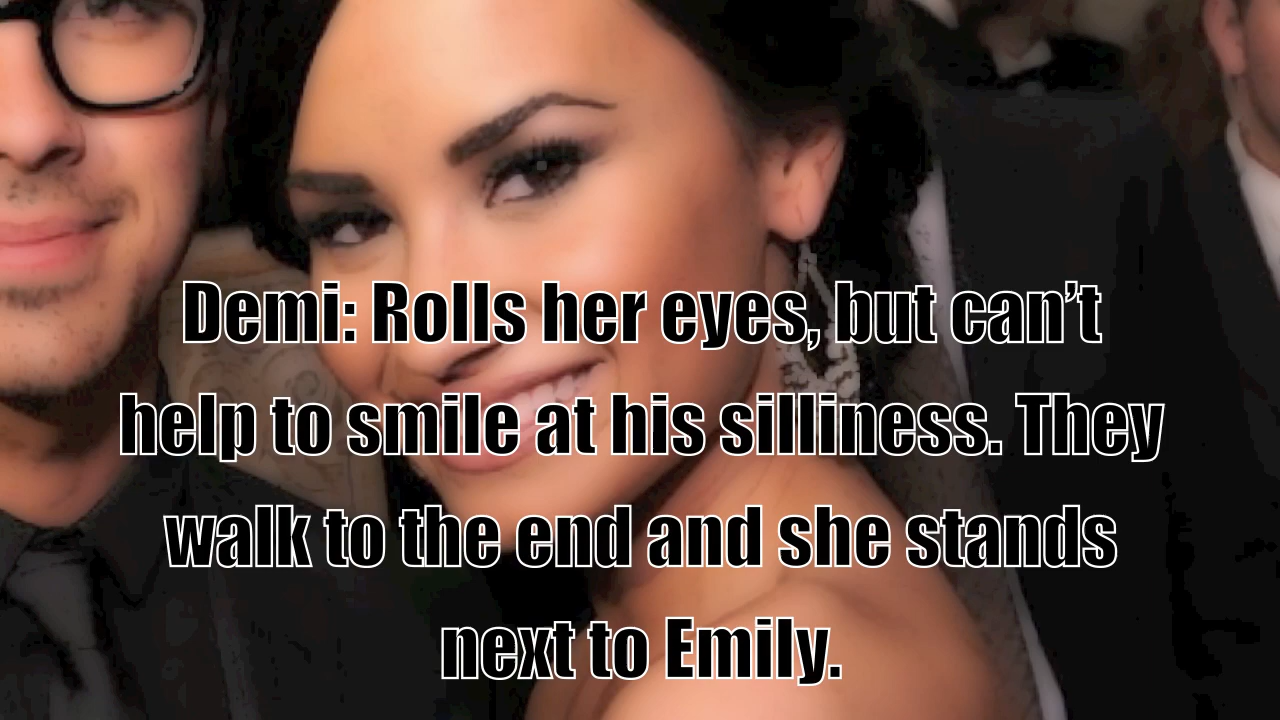 Demi: Rolls her eyes, but can’t
help to smile at his silliness. They
walk to the end and she stands
next to Emily.